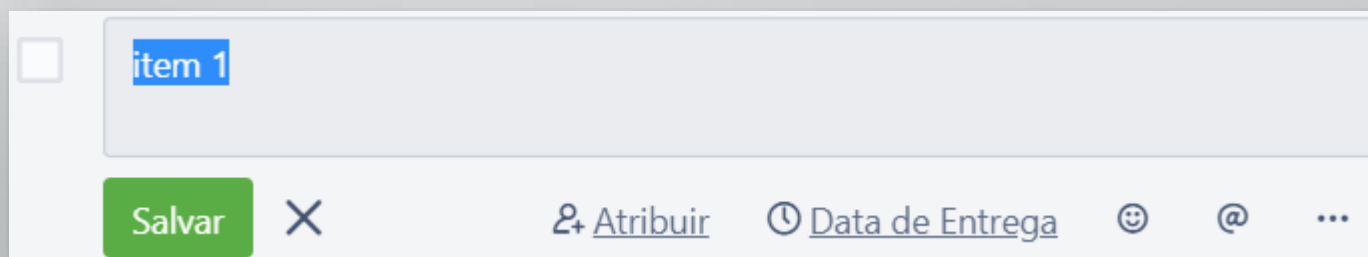 item 1
Salvar Atribuir Data de Entrega @ ...